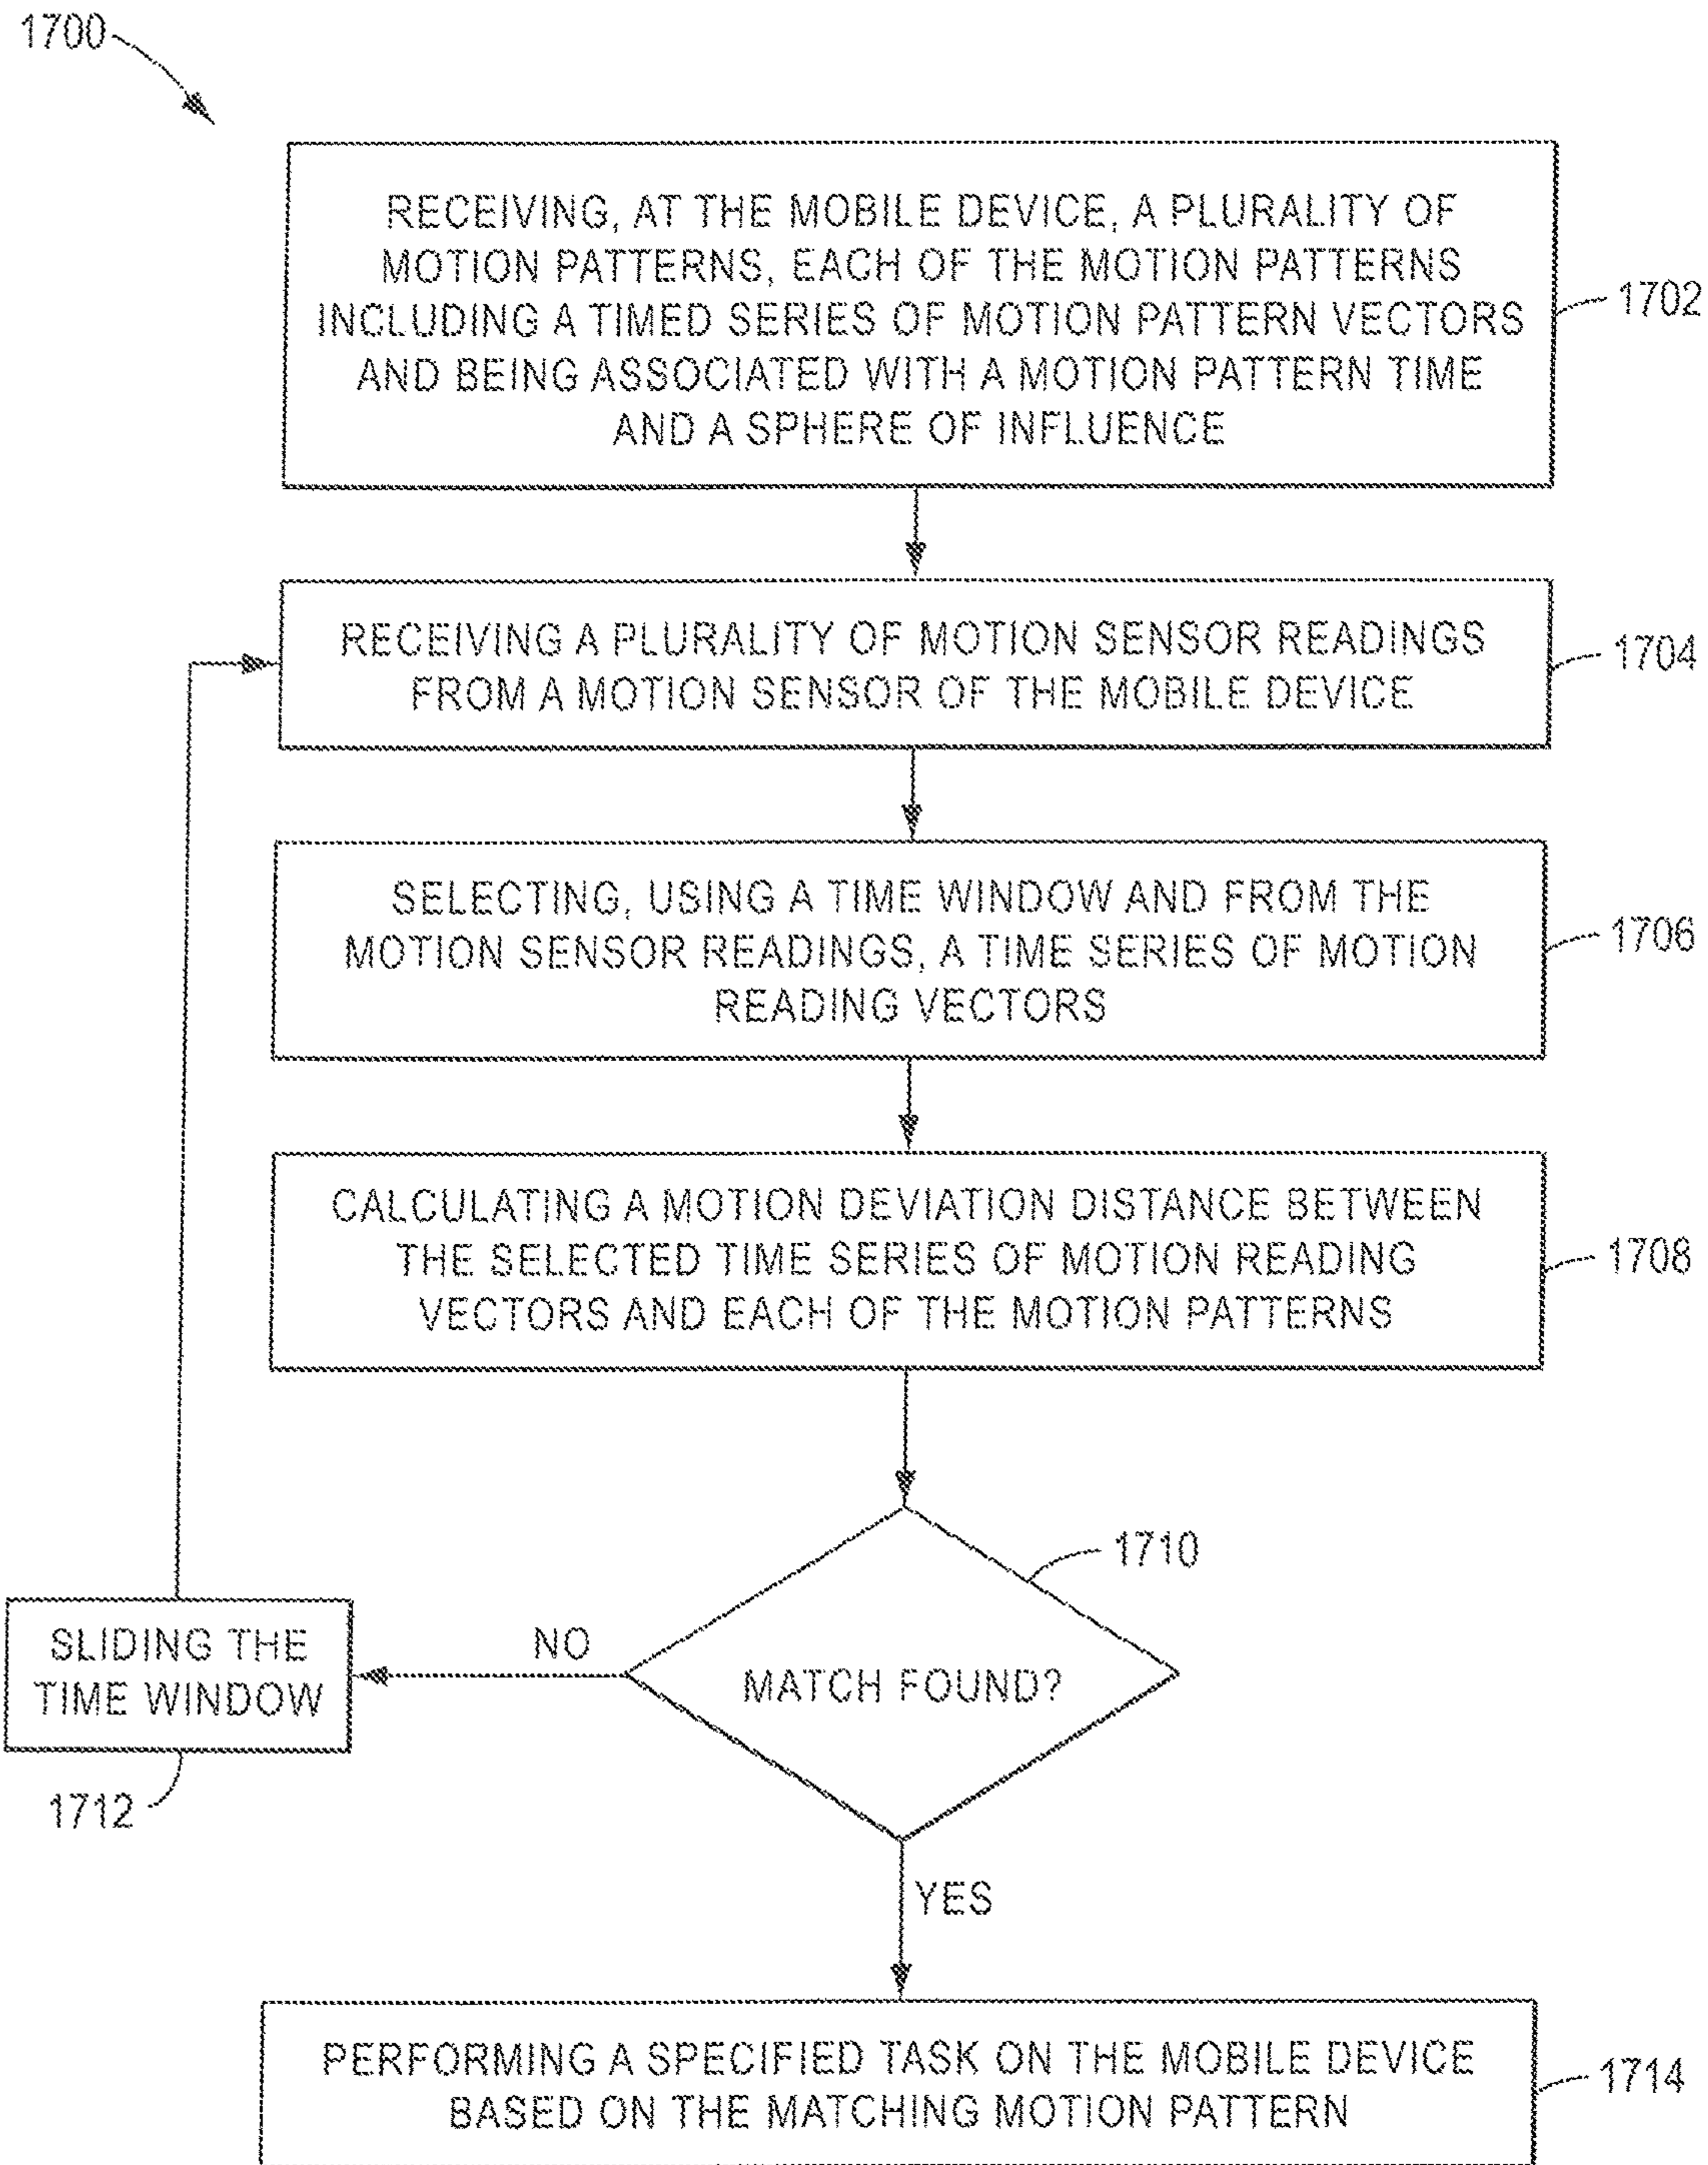 1700
RECEIVING, AT THE MOBILE DEVICE, A PLURALITY OF
MOTION PATTERNS, EACH OF THE MOTION PATTERNS
INCLUDING A TIMED SERIES OF MOTION PATTERN VECTORS
AND BEING ASSOCIATED WITH A MOTION PATTERN TIME
AND A SPHERE OF INFLUENCE
1702
RECEIVING A PLURALITY OF MOTION SENSOR READINGS
FROM A MOTION SENSOR OF THE MOBILE DEVICE
1704
SELECTING, USING A TIME WINDOW AND FROM THE
MOTION SENSOR READINGS, A TIME SERIES OF MOTION
READING VECTORS
1706
CALCULATING A MOTION DEVIATION DISTANCE BETWEEN
THE SELECTED TIME SERIES OF MOTION READING
VECTORS AND EACH OF THE MOTION PATTERNS
1708
1710
MATCH FOUND?
NO
SLIDING THE
TIME WINDOW
1712
YES
PERFORMING A SPECIFIED TASK ON THE MOBILE DEVICE
BASED ON THE MATCHING MOTION PATTERN
1714